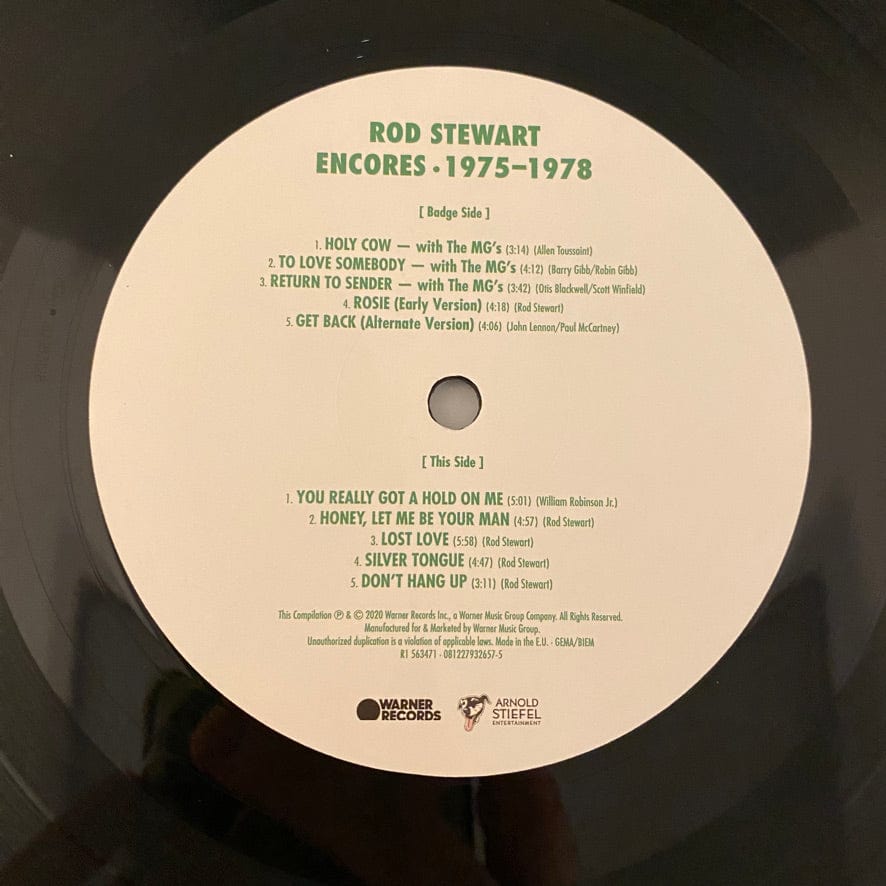 ROD STEWART
ENCORES · 1975–1978
[ Badge Side ]
1. HOLY COW — with The MG's (3:14) (Allen Toussaint)
2. TO LOVE SOMEBODY — with The MG's (4:12) (Barry Gibb/Robin Gibb)
3. RETURN TO SENDER — with The MG's (3:42) (Otis Blackwell/Scott Winfield)
4. ROSIE (Early Version) (4:18) (Rod Stewart)
5. GET BACK (Alternate Version) (4:06) (John Lennon/Paul McCartney)
[ This Side ]
1. YOU REALLY GOT A HOLD ON ME (5:01) (William Robinson Jr.)
2. HONEY, LET ME BE YOUR MAN (4:57) (Rod Stewart)
3. LOST LOVE (5:58) (Rod Stewart)
4. SILVER TONGUE (4:47) (Rod Stewart)
5. DON'T HANG UP (3:11) (Rod Stewart)
This Compilation ℗ & © 2020 Warner Records Inc., a Warner Music Group Company. All Rights Reserved.
Manufactured for & Marketed by Warner Music Group.
Unauthorized duplication is a violation of applicable laws. Made in the E.U. · GEMA/BIEM
R1 563471 · 081227932657-5
WARNER RECORDS
ARNOLD STIEFEL ENTERTAINMENT